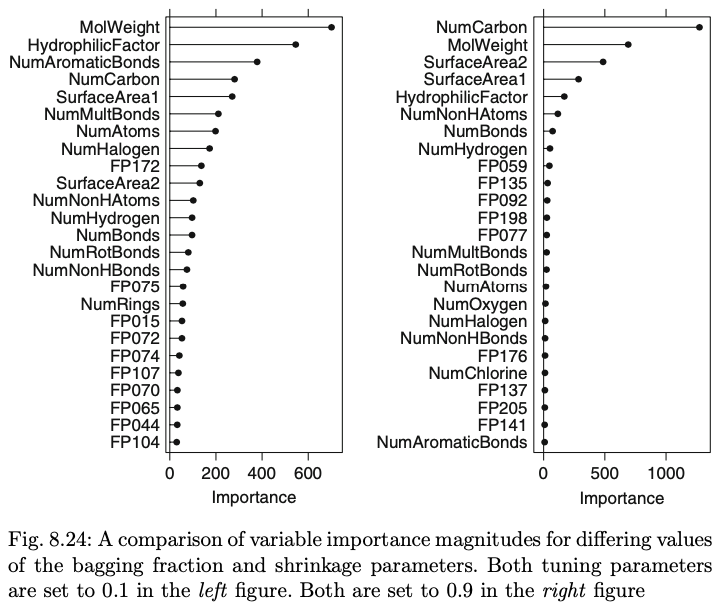 MolWeight
HydrophilicFactor
NumAromaticBonds
NumCarbon
SurfaceArea1
NumMultBonds
NumAtoms
NumHalogen
FP172
SurfaceArea2
NumNonHAtoms
NumHydrogen
NumBonds
NumRotBonds
NumNonHBonds
FP075
NumRings
FP015
FP072
FP074
FP107
FP070
FP065
FP044
FP104
0 200 400 600
Importance
NumCarbon
MolWeight
SurfaceArea2
SurfaceArea1
HydrophilicFactor
NumNonHAtoms
NumBonds
NumHydrogen
FP059
FP135
FP092
FP198
FP077
NumMultBonds
NumRotBonds
NumAtoms
NumOxygen
NumHalogen
NumNonHBonds
FP176
NumChlorine
FP137
FP205
FP141
NumAromaticBonds
0 500 1000
Importance
Fig. 8.24: A comparison of variable importance magnitudes for differing values
of the bagging fraction and shrinkage parameters. Both tuning parameters
are set to 0.1 in the left figure. Both are set to 0.9 in the right figure